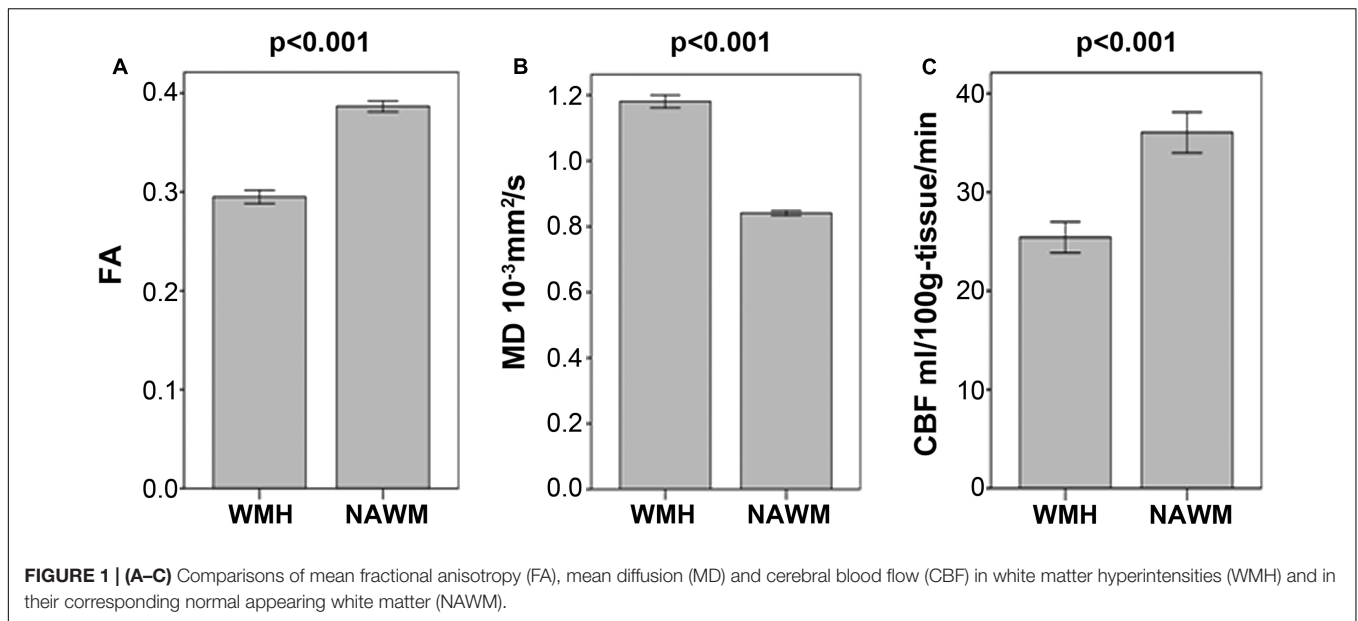 p<0.001
A
0.4
0.3
0.2
0.1
0.0
FA
WMH NAWM
p<0.001
B
1.2
1.0
0.8
0.6
0.4
0.2
0.0
MD 10⁻³mm²/s
WMH NAWM
p<0.001
C
40
30
20
10
0
CBF ml/100g-tissue/min
WMH NAWM
FIGURE 1 | (A–C) Comparisons of mean fractional anisotropy (FA), mean diffusion (MD) and cerebral blood flow (CBF) in white matter hyperintensities (WMH) and in
their corresponding normal appearing white matter (NAWM).